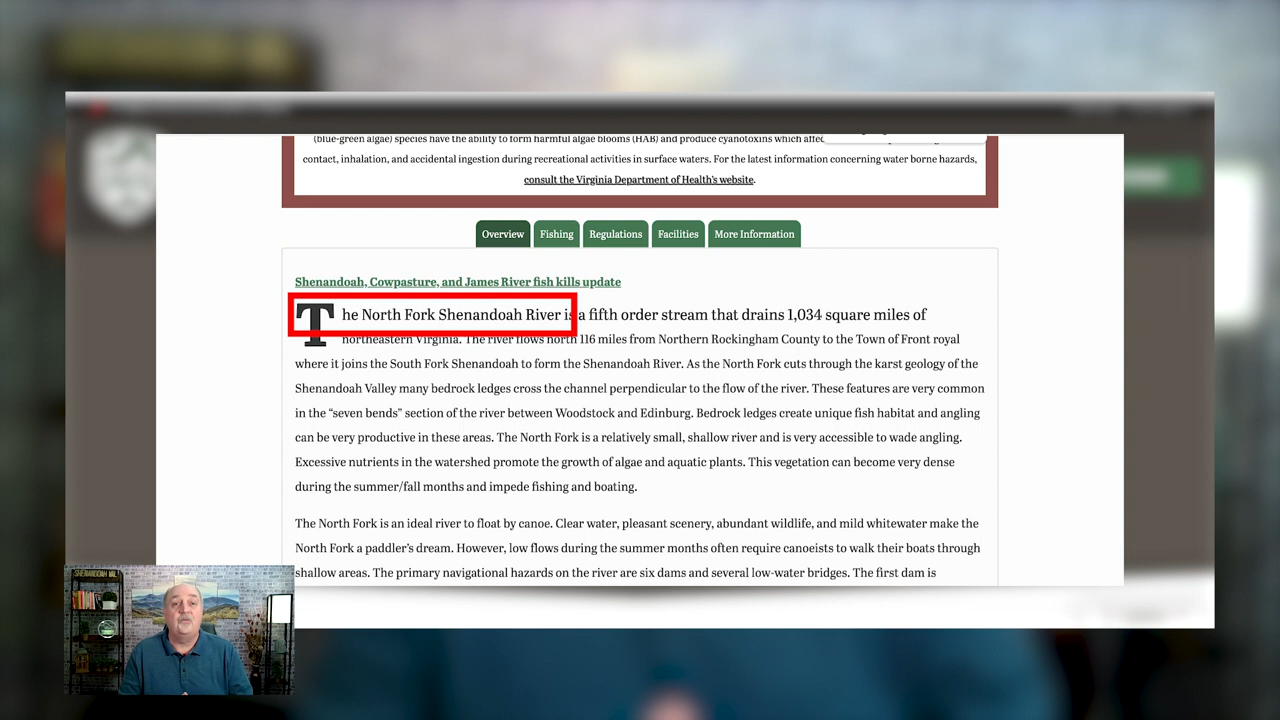 (blue-green algae) species have the ability to form harmful algae blooms (HAB) and produce cyanotoxins which
contact, inhalation, and accidental ingestion during recreational activities in surface waters. For the latest information concerning water borne hazards,
consult the Virginia Department of Health's website.
Overview Fishing Regulations Facilities More Information
Shenandoah, Cowpasture, and James River fish kills update
The North Fork Shenandoah River is a fifth order stream that drains 1,034 square miles of
northeastern Virginia. The river flows north 116 miles from Northern Rockingham County to the Town of Front royal
where it joins the South Fork Shenandoah to form the Shenandoah River. As the North Fork cuts through the karst geology of the
Shenandoah Valley many bedrock ledges cross the channel perpendicular to the flow of the river. These features are very common
in the “seven bends” section of the river between Woodstock and Edinburg. Bedrock ledges create unique fish habitat and angling
can be very productive in these areas. The North Fork is a relatively small, shallow river and is very accessible to wade angling.
Excessive nutrients in the watershed promote the growth of algae and aquatic plants. This vegetation can become very dense
during the summer/fall months and impede fishing and boating.
The North Fork is an ideal river to float by canoe. Clear water, pleasant scenery, abundant wildlife, and mild whitewater make the
North Fork a paddler’s dream. However, low flows during the summer months often require canoeists to walk their boats through
shallow areas. The primary navigational hazards on the river are six dams and several low-water bridges. The first dam is
SHENANDOAH